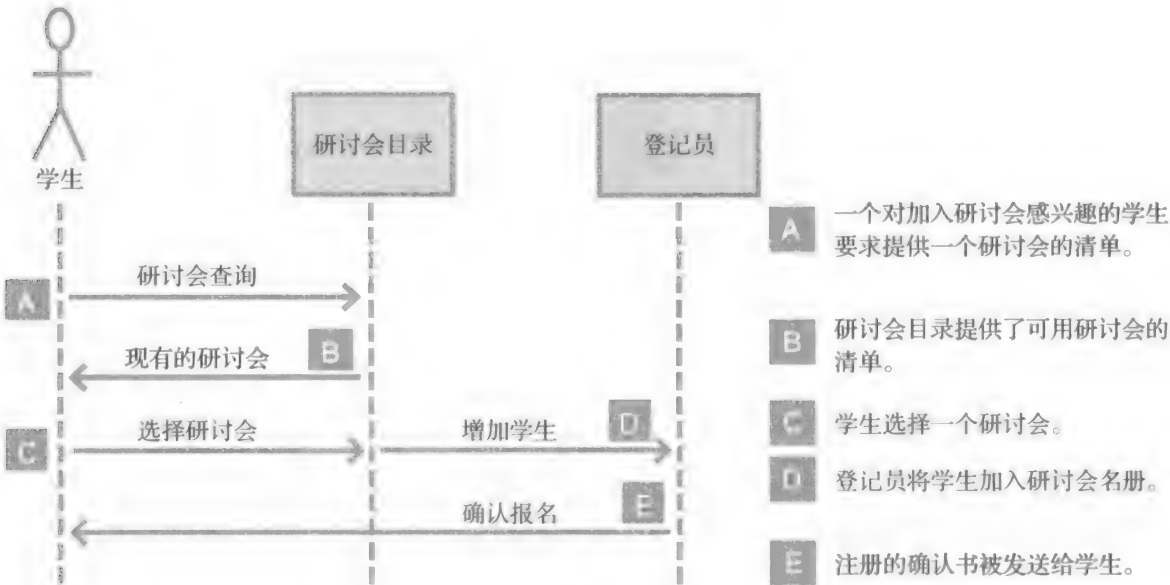 学生
研讨会目录
登记员
A
研讨会查询
B
现有的研讨会
C
选择研讨会
D
增加学生
E
确认报名
A
一个对加入研讨会感兴趣的学生
要求提供一个研讨会的清单。
B
研讨会目录提供了可用研讨会的
清单。
C
学生选择一个研讨会。
D
登记员将学生加入研讨会名册。
E
注册的确认书被发送给学生。